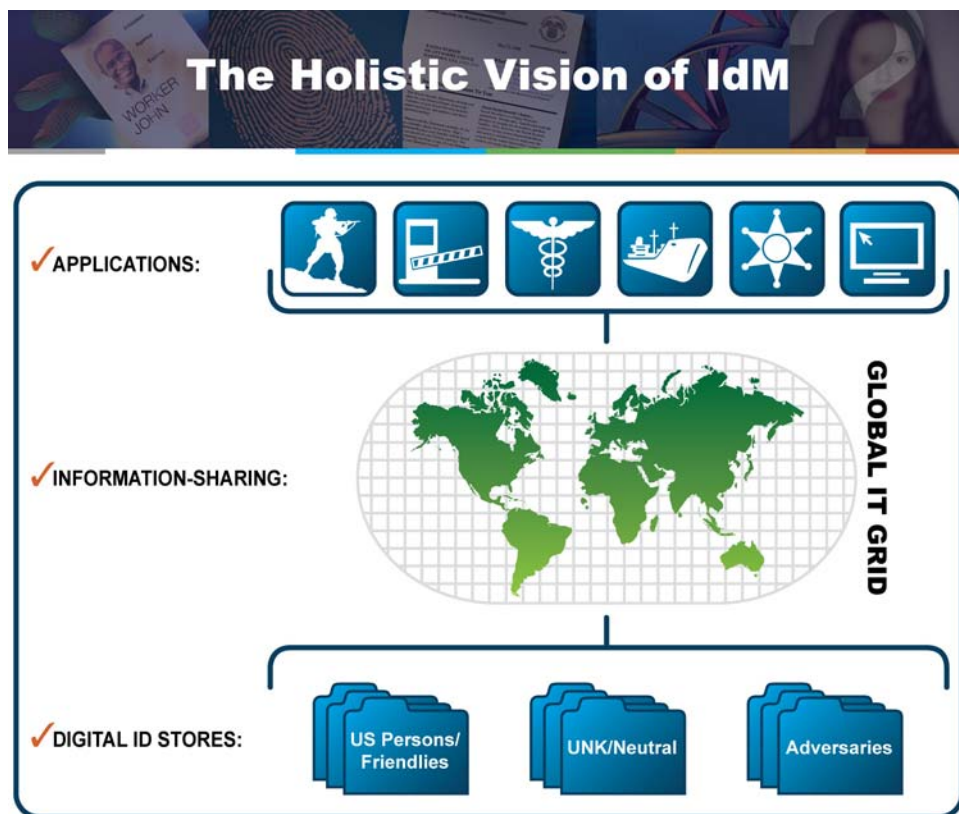 The Holistic Vision of IdM
WORKER
JOHN
✓APPLICATIONS:
GLOBAL IT GRID
✓INFORMATION-SHARING:
✓DIGITAL ID STORES:
US Persons/
Friendlies
UNK/Neutral
Adversaries